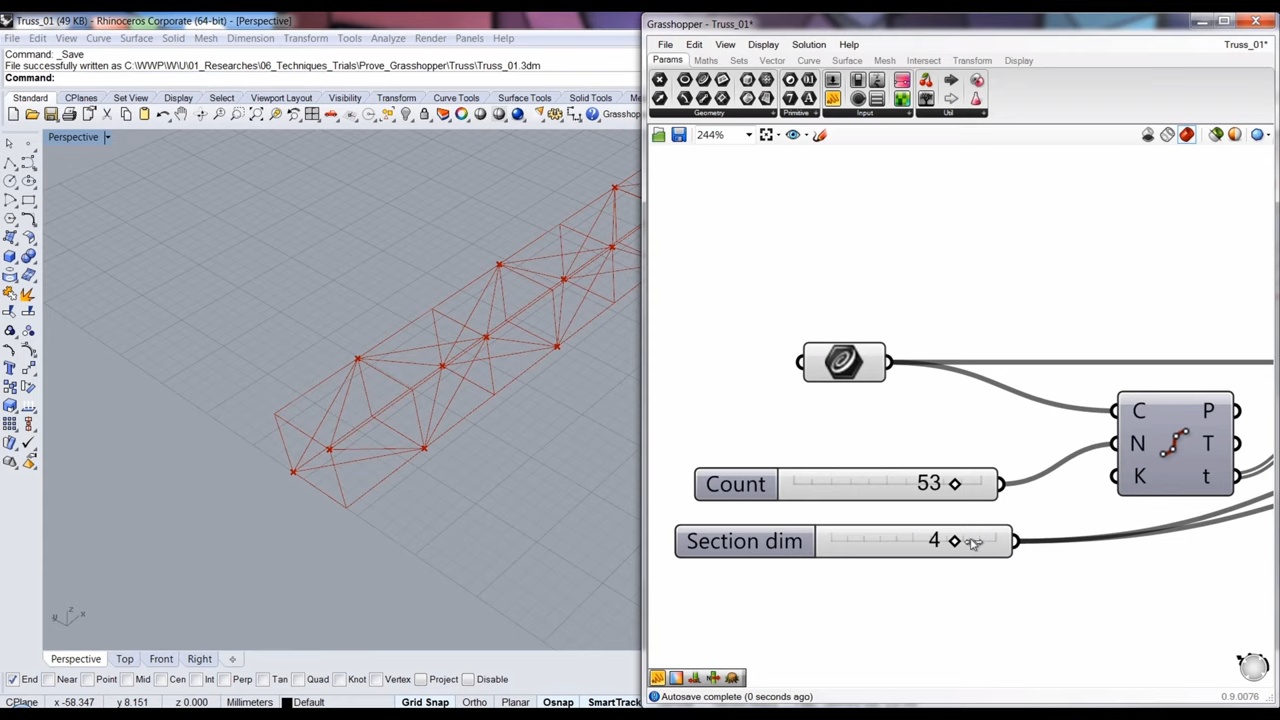 Truss_01 (49 KB) - Rhinoceros Corporate (64-bit) - [Perspective]
File Edit View Curve Surface Solid Mesh Dimension Transform Tools Analyze Render Panels Help
Command: _Save
File successfully written as C:\WWP\WU\01_Researches\06_Techniques_Trials\Prove_Grasshopper\Truss\Truss_01.3dm
Command:
Standard CPlanes Set View Display Select Viewport Layout Visibility Transform Curve Tools Surface Tools Solid Tools
Grasshop
Perspective
z
x
Perspective Top Front Right
End Near Point Mid Cen Int Perp Tan Quad Knot Vertex Project Disable
CPlane x -58.347 y 8.151 z 0.000 Millimeters Default Grid Snap Ortho Planar Osnap SmartTrack
Grasshopper - Truss_01*
File Edit View Display Solution Help Truss_01*
Params Maths Sets Vector Curve Surface Mesh Intersect Transform Display
Geometry Primitive Input Util
244%
C P
N T
K t
Count 53
Section dim 4
Autosave complete (0 seconds ago) 0.9.0076